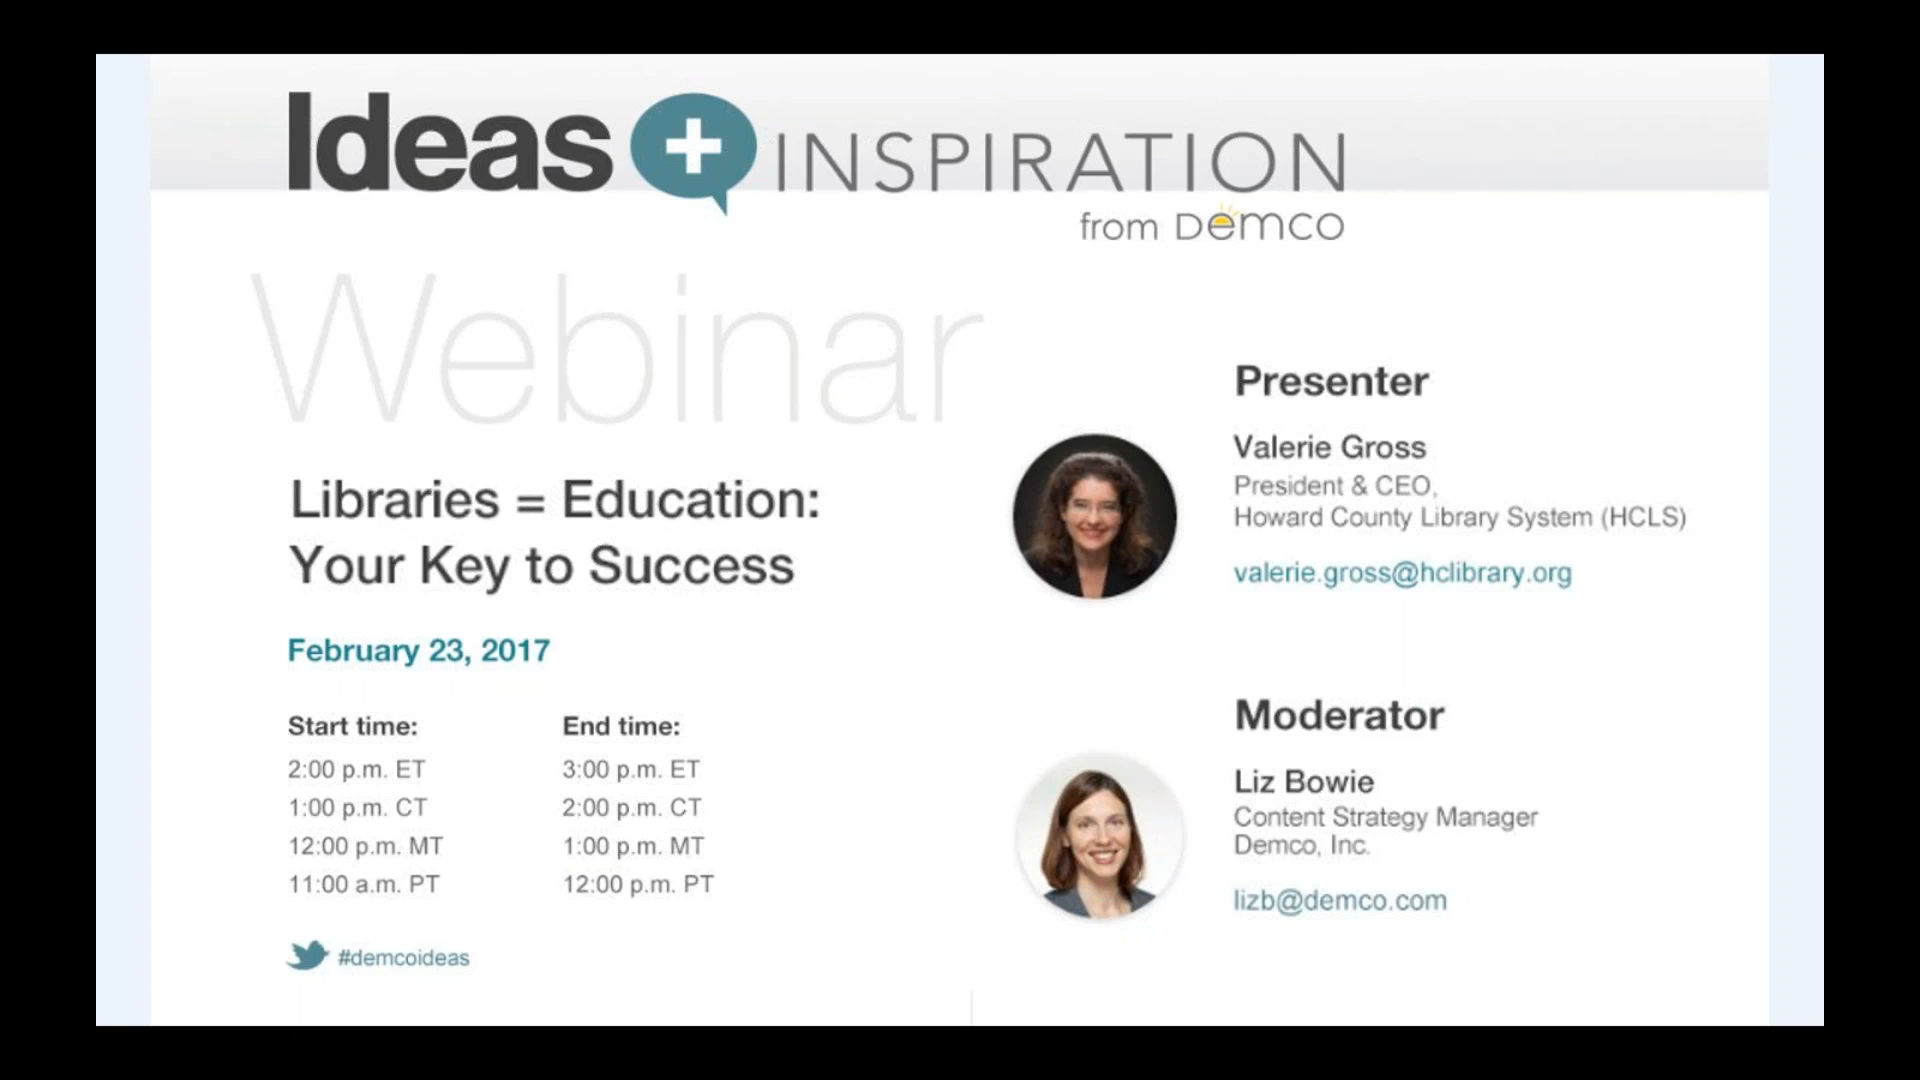 Ideas + INSPIRATION
from Demco
Webinar
Libraries = Education:
Your Key to Success
February 23, 2017
Start time: End time:
2:00 p.m. ET 3:00 p.m. ET
1:00 p.m. CT 2:00 p.m. CT
12:00 p.m. MT 1:00 p.m. MT
11:00 a.m. PT 12:00 p.m. PT
#demcoideas
Presenter
Valerie Gross
President & CEO,
Howard County Library System (HCLS)
valerie.gross@hclibrary.org
Moderator
Liz Bowie
Content Strategy Manager
Demco, Inc.
lizb@demco.com